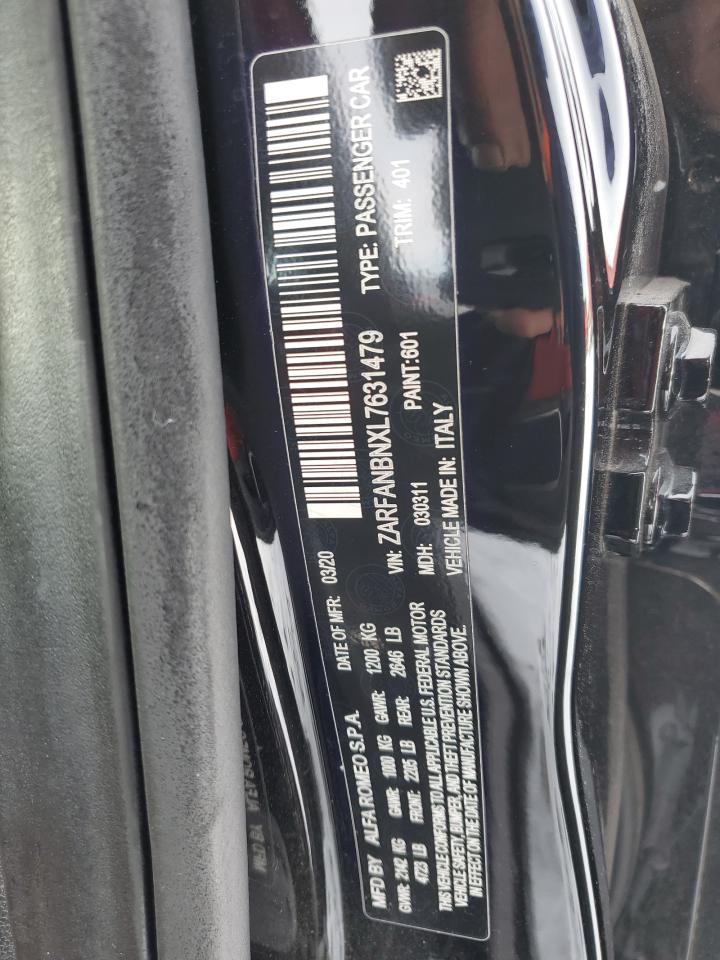 MFD BY ALFA ROMEO S.P.A. DATE OF MFR: 03/20
GVWR: 2142 KG GAWR: 1000 KG GAWR: 1200 KG
4723 LB FRONT: 2205 LB REAR: 2646 LB
THIS VEHICLE CONFORMS TO ALL APPLICABLE U.S. FEDERAL MOTOR
VEHICLE SAFETY, BUMPER, AND THEFT PREVENTION STANDARDS
IN EFFECT ON THE DATE OF MANUFACTURE SHOWN ABOVE.
VIN: ZARFANBNXL7631479 TYPE: PASSENGER CAR
MDH: 030311 PAINT:601 TRIM: 401
VEHICLE MADE IN: ITALY